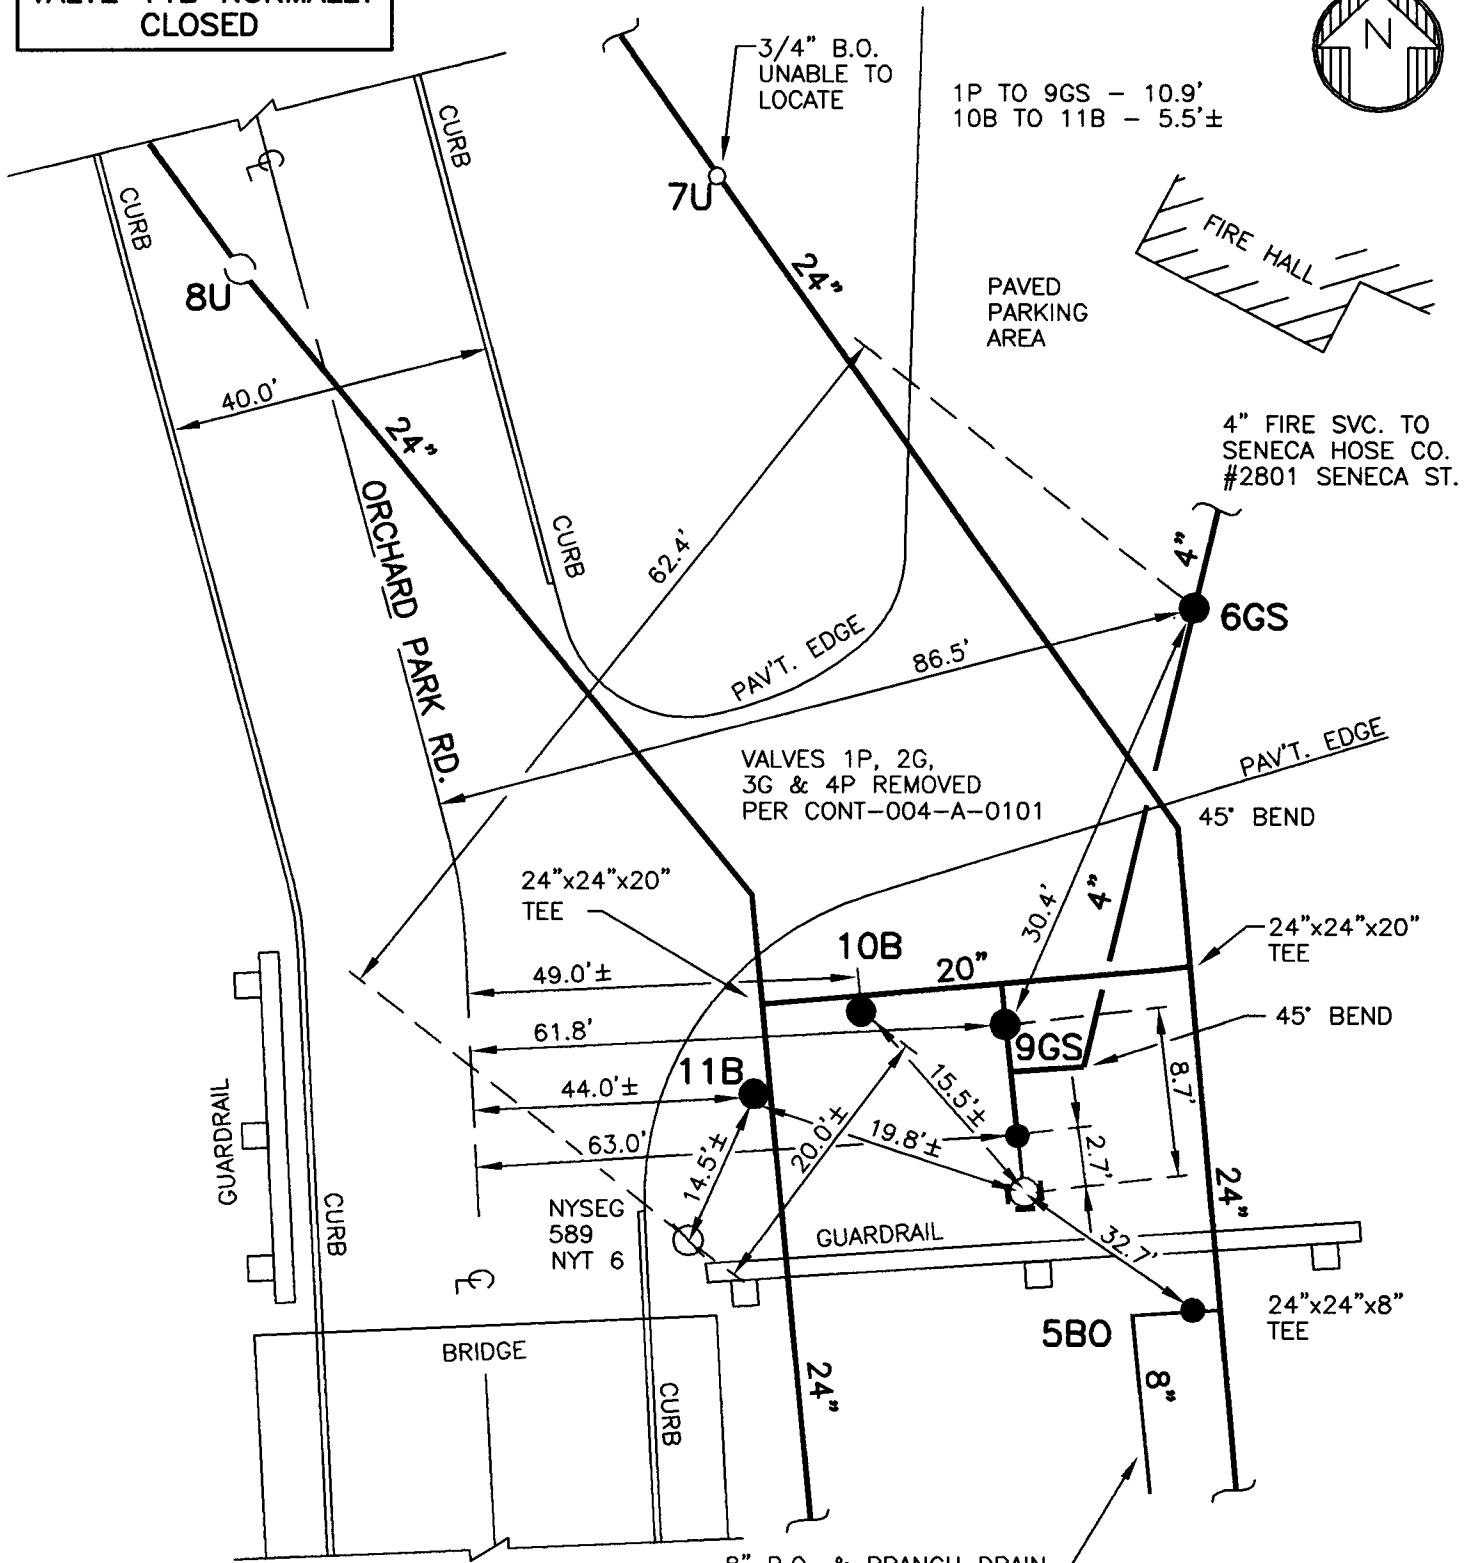 CLOSED
3/4" B.O.
UNABLE TO
LOCATE
1P TO 9GS - 10.9'
10B TO 11B - 5.5'±
N
CURB
CURB
CL
7U
8U
24"
FIRE HALL
PAVED
PARKING
AREA
40.0'
24"
4" FIRE SVC. TO
SENECA HOSE CO.
#2801 SENECA ST.
ORCHARD PARK RD.
CURB
62.4'
4"
6GS
PAV'T. EDGE
86.5'
VALVES 1P, 2G,
3G & 4P REMOVED
PER CONT-004-A-0101
PAV'T. EDGE
45° BEND
24"x24"x20"
TEE
30.4'
4"
10B
20"
24"x24"x20"
TEE
49.0'±
61.8'
9GS
45° BEND
11B
44.0'±
15.5'±
8.7'
GUARDRAIL
63.0'
14.5'±
20.0'±
19.8'±
2.7'
24"
CURB
NYSEG
589
NYT 6
GUARDRAIL
32.7'
CL
24"x24"x8"
TEE
5BO
BRIDGE
24"
8"
CURB
8" B.O. & BRANCH DRAIN